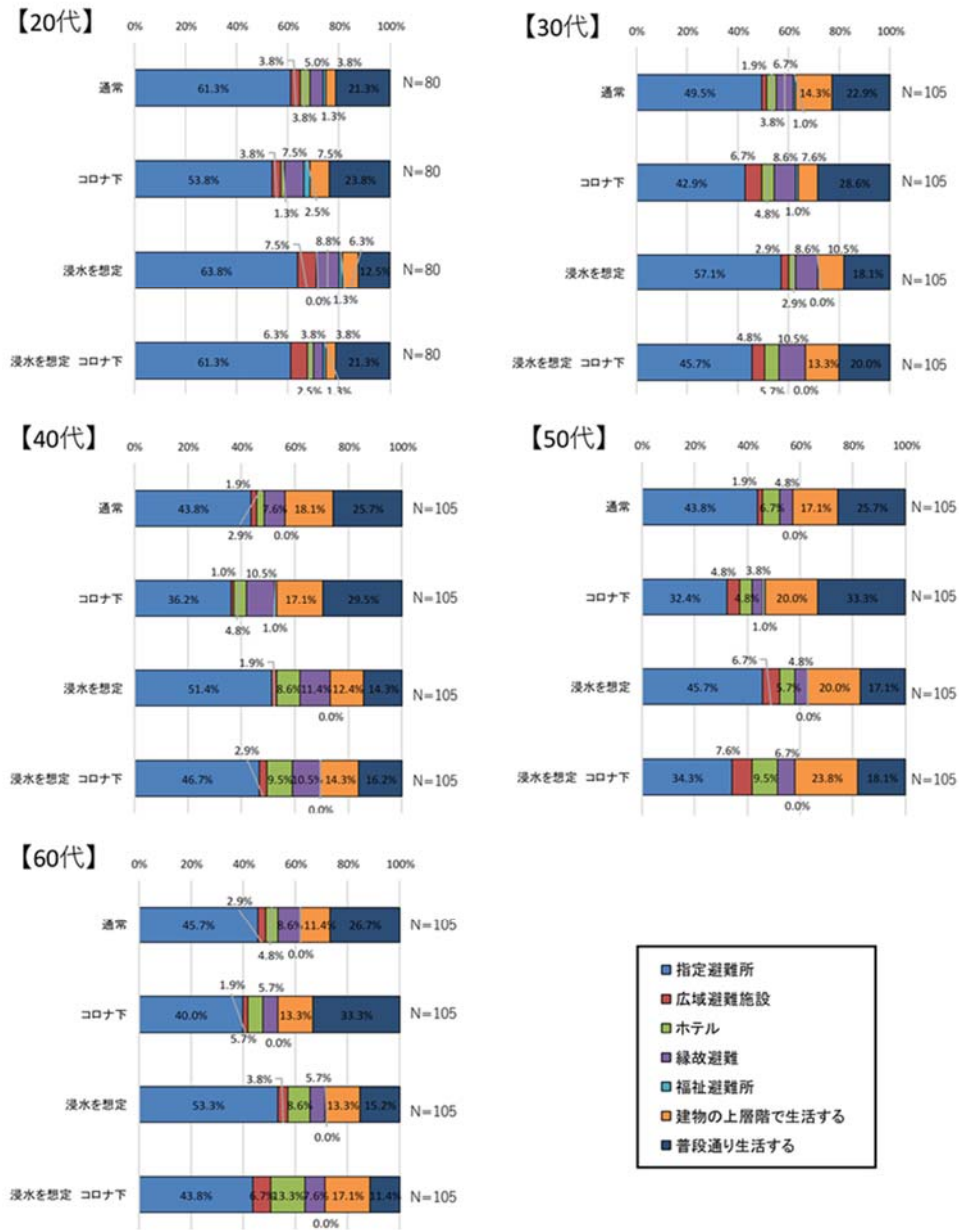 【20代】
0% 20% 40% 60% 80% 100%
3.8% 5.0% 3.8%
通常 61.3% 21.3% N=80
3.8% 1.3%
3.8% 7.5% 7.5%
コロナ下 53.8% 23.8% N=80
1.3% 2.5%
7.5% 8.8% 6.3%
浸水を想定 63.8% 12.5% N=80
0.0% 1.3%
6.3% 3.8% 3.8%
浸水を想定 コロナ下 61.3% 21.3% N=80
2.5% 1.3%
【30代】
0% 20% 40% 60% 80% 100%
1.9% 6.7%
通常 49.5% 14.3% 22.9% N=105
3.8% 1.0%
6.7% 8.6% 7.6%
コロナ下 42.9% 28.6% N=105
4.8% 1.0%
2.9% 8.6% 10.5%
浸水を想定 57.1% 18.1% N=105
2.9% 0.0%
4.8% 10.5%
浸水を想定 コロナ下 45.7% 13.3% 20.0% N=105
5.7% 0.0%
【40代】
0% 20% 40% 60% 80% 100%
1.9%
通常 43.8% 7.6% 18.1% 25.7% N=105
2.9% 0.0%
1.0% 10.5%
コロナ下 36.2% 17.1% 29.5% N=105
4.8% 1.0%
1.9%
浸水を想定 51.4% 8.6% 11.4% 12.4% 14.3% N=105
0.0%
2.9%
浸水を想定 コロナ下 46.7% 9.5% 10.5% 14.3% 16.2% N=105
0.0%
【50代】
0% 20% 40% 60% 80% 100%
1.9% 4.8%
通常 43.8% 6.7% 17.1% 25.7% N=105
0.0%
4.8% 3.8%
コロナ下 32.4% 4.8% 20.0% 33.3% N=105
1.0%
6.7% 4.8%
浸水を想定 45.7% 5.7% 20.0% 17.1% N=105
0.0%
7.6% 6.7%
浸水を想定 コロナ下 34.3% 9.5% 23.8% 18.1% N=105
0.0%
【60代】
0% 20% 40% 60% 80% 100%
2.9%
通常 45.7% 8.6% 11.4% 26.7% N=105
4.8% 0.0%
1.9% 5.7%
コロナ下 40.0% 13.3% 33.3% N=105
5.7% 0.0%
3.8% 5.7%
浸水を想定 53.3% 8.6% 13.3% 15.2% N=105
0.0%
浸水を想定 コロナ下 43.8% 6.7% 13.3% 7.6% 17.1% 11.4% N=105
0.0%
指定避難所
広域避難施設
ホテル
縁故避難
福祉避難所
建物の上層階で生活する
普段通り生活する